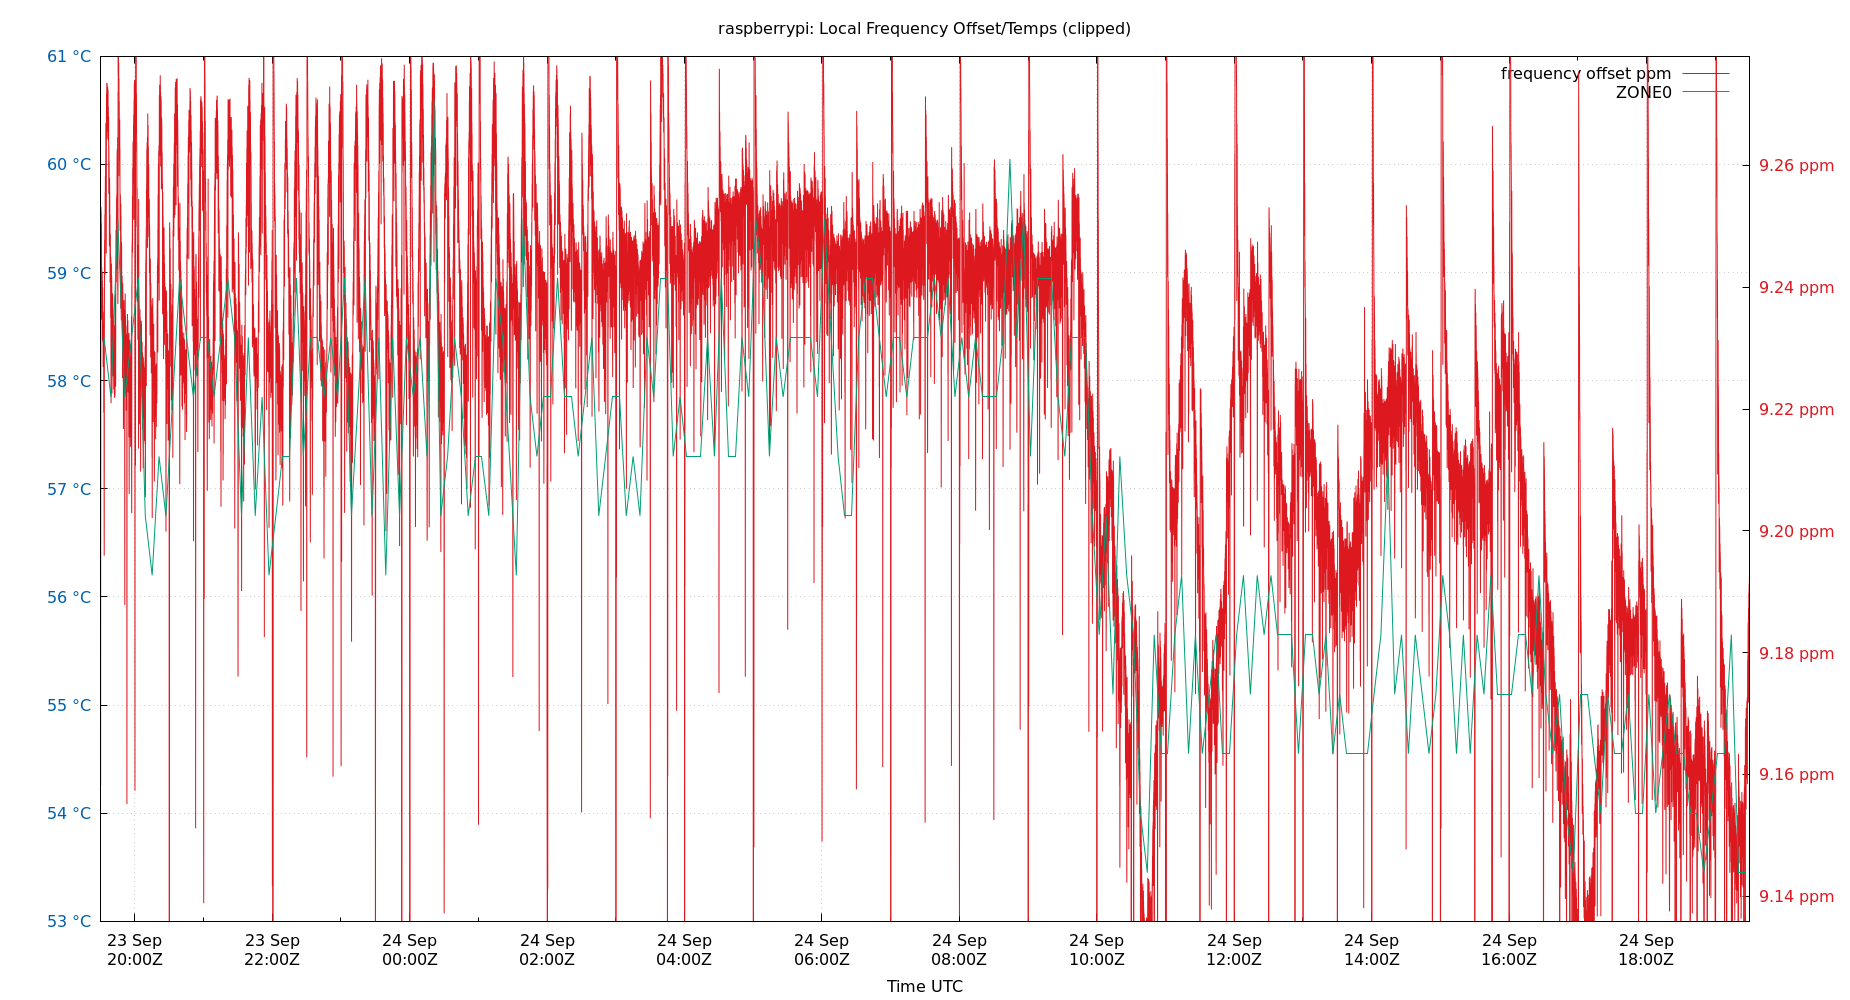 raspberrypi: Local Frequency Offset/Temps (clipped)
frequency offset ppm
ZONE0
61 °C
60 °C
59 °C
58 °C
57 °C
56 °C
55 °C
54 °C
53 °C
9.26 ppm
9.24 ppm
9.22 ppm
9.20 ppm
9.18 ppm
9.16 ppm
9.14 ppm
23 Sep 23 Sep 24 Sep 24 Sep 24 Sep 24 Sep 24 Sep 24 Sep 24 Sep 24 Sep 24 Sep 24 Sep
20:00Z 22:00Z 00:00Z 02:00Z 04:00Z 06:00Z 08:00Z 10:00Z 12:00Z 14:00Z 16:00Z 18:00Z
Time UTC